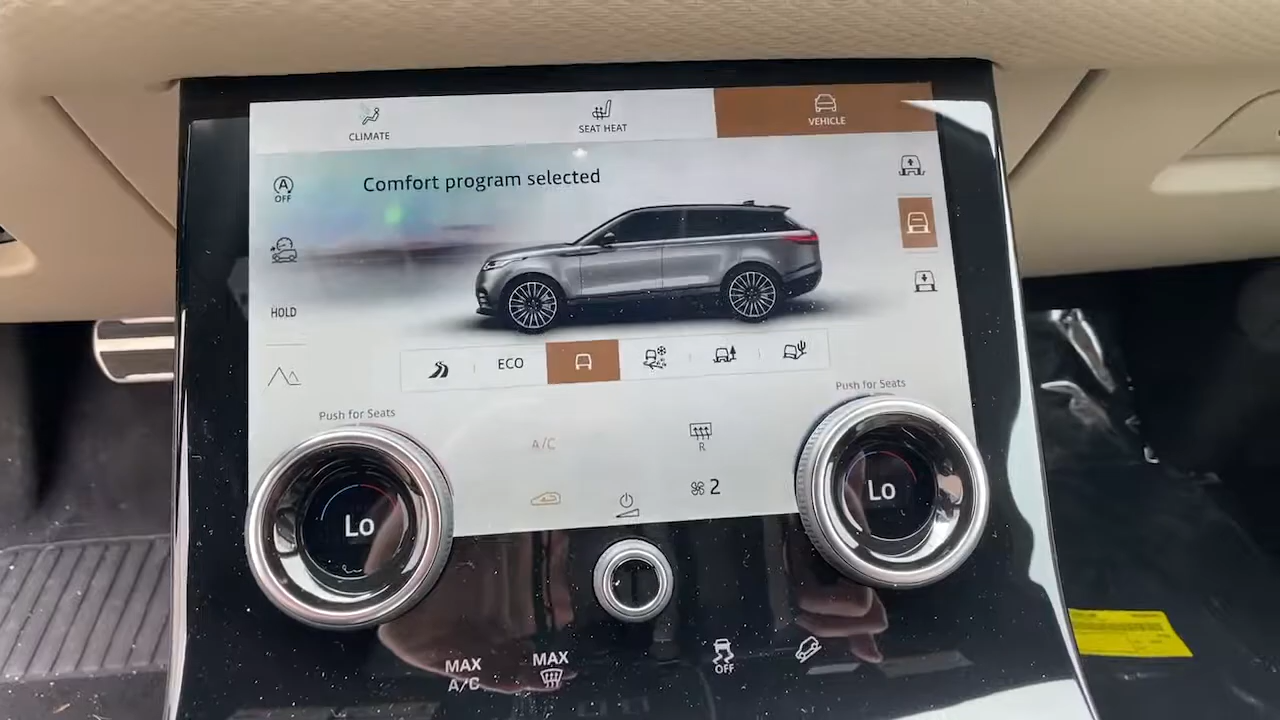 CLIMATE
SEAT HEAT
VEHICLE
A
OFF
Comfort program selected
HOLD
ECO
Push for Seats
Push for Seats
A/C
R
2
Lo
Lo
MAX
A/C
MAX
OFF